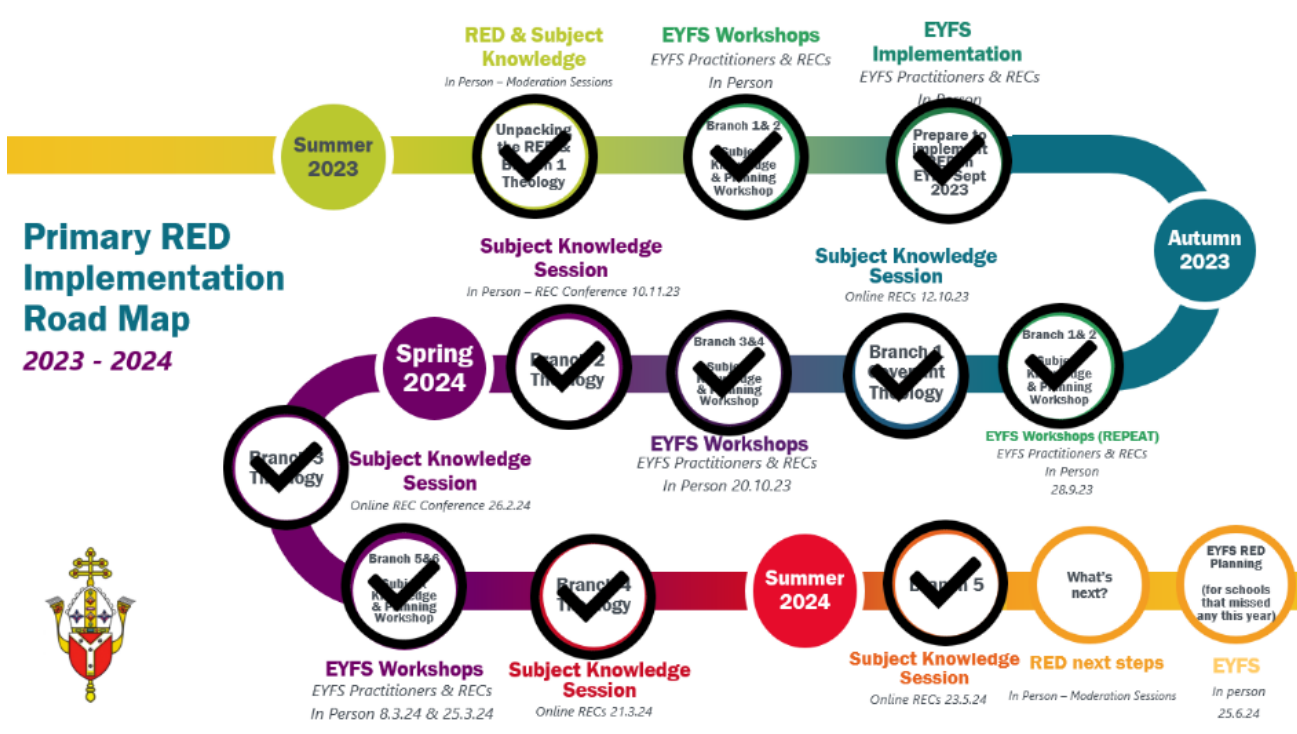 RED & Subject
Knowledge
In Person – Moderation Sessions
EYFS Workshops
EYFS Practitioners & RECs
In Person
EYFS
Implementation
EYFS Practitioners & RECs
In Person
Summer
2023
Unpacking
the RED &
Branch 1
Theology
Branch 1& 2
Subject
Knowledge
& Planning
Workshop
Prepare to
implement
RED in
EYFS Sept
2023
Autumn
2023
Primary RED
Implementation
Road Map
2023 - 2024
Subject Knowledge
Session
In Person – REC Conference 10.11.23
Subject Knowledge
Session
Online RECs 12.10.23
Spring
2024
Branch 2
Theology
Branch 3&4
Subject
Knowledge
& Planning
Workshop
Branch 1
Covenant
Theology
Branch 1& 2
Subject
Knowledge
& Planning
Workshop
EYFS Workshops
EYFS Practitioners & RECs
In Person 20.10.23
EYFS Workshops (REPEAT)
EYFS Practitioners & RECs
In Person
28.9.23
Branch 3
Theology
Subject Knowledge
Session
Online REC Conference 26.2.24
Branch 5&6
Subject
Knowledge
& Planning
Workshop
Branch 4
Theology
Summer
2024
Branch 5
What's
next?
EYFS RED
Planning
(for schools
that missed
any this year)
EYFS Workshops
EYFS Practitioners & RECs
In Person 8.3.24 & 25.3.24
Subject Knowledge
Session
Online RECs 21.3.24
Subject Knowledge
Session
Online RECs 23.5.24
RED next steps
In Person – Moderation Sessions
EYFS
In person
25.6.24